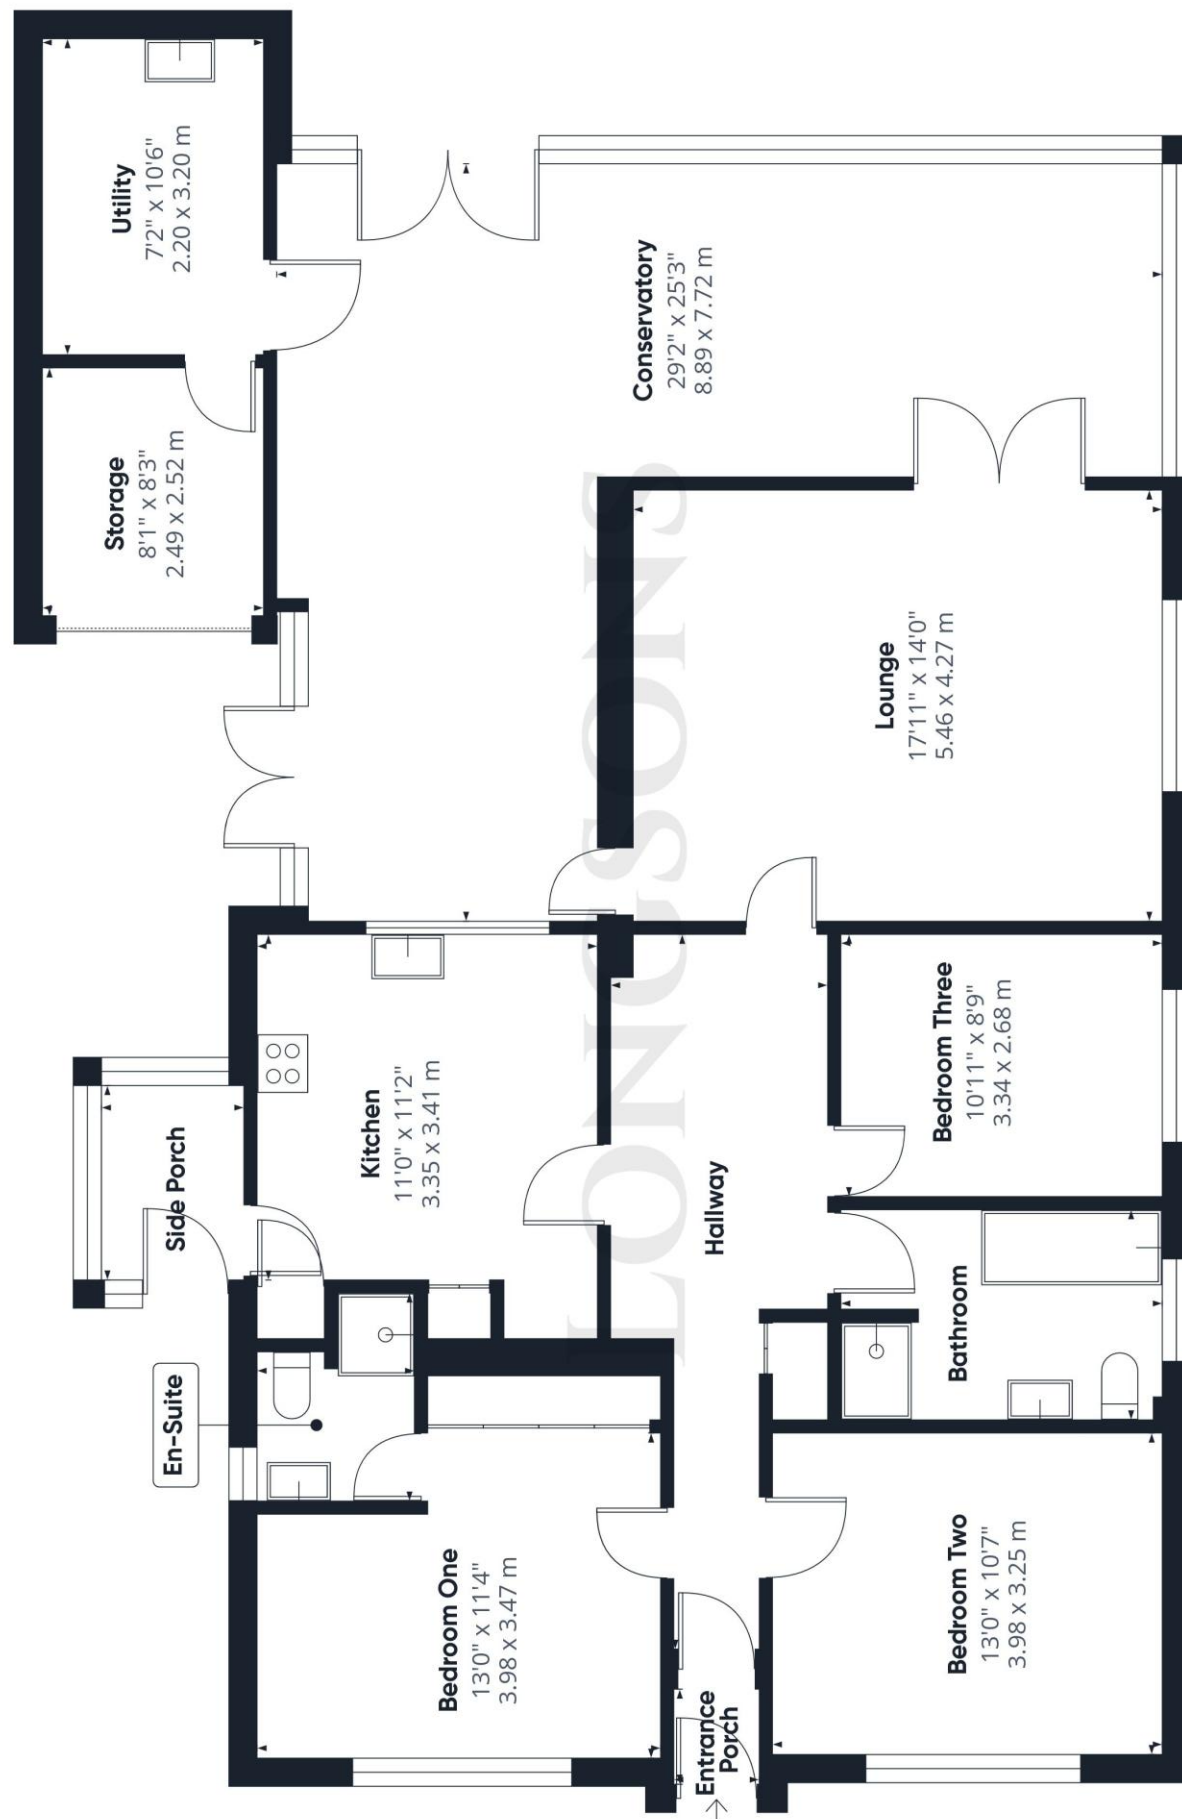 Utility
7'2" x 10'6"
2.20 x 3.20 m
Storage
8'1" x 8'3"
2.49 x 2.52 m
Conservatory
29'2" x 25'3"
8.89 x 7.72 m
Lounge
17'11" x 14'0"
5.46 x 4.27 m
Side Porch
Kitchen
11'0" x 11'2"
3.35 x 3.41 m
Hallway
Bedroom Three
10'11" x 8'9"
3.34 x 2.68 m
En-Suite
Bathroom
Bedroom One
13'0" x 11'4"
3.98 x 3.47 m
Entrance
Porch
Bedroom Two
13'0" x 10'7"
3.98 x 3.25 m
LONGSONS